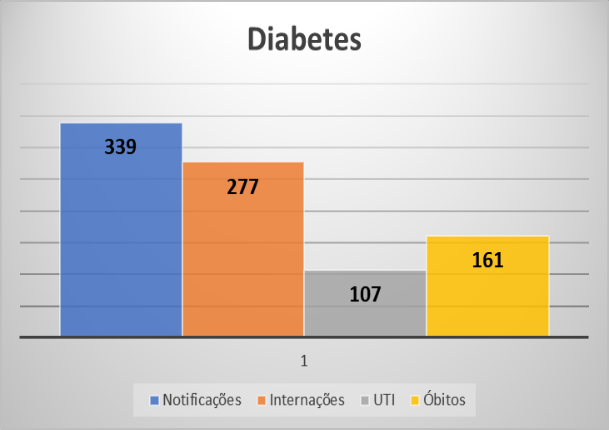 Diabetes
339
277
107
161
1
Notificações Internações UTI Óbitos